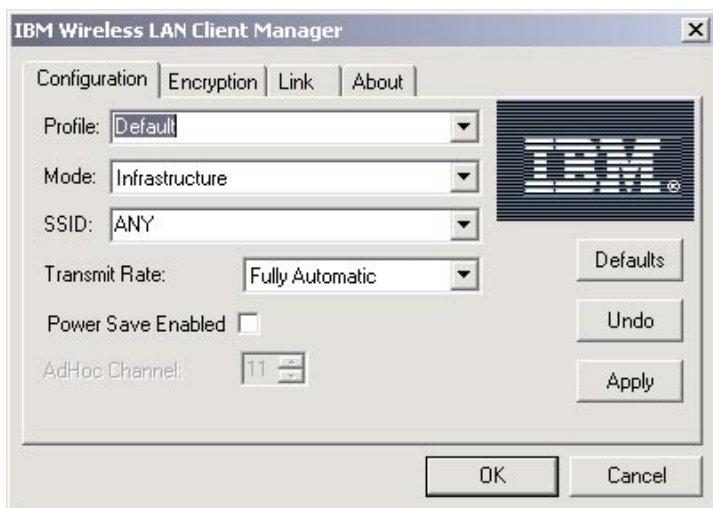 IBM Wireless LAN Client Manager
Configuration Encryption Link About
Profile: Default
IBM®
Mode: Infrastructure
SSID: ANY
Transmit Rate: Fully Automatic
Defaults
Power Save Enabled
Undo
AdHoc Channel: 11
Apply
OK Cancel